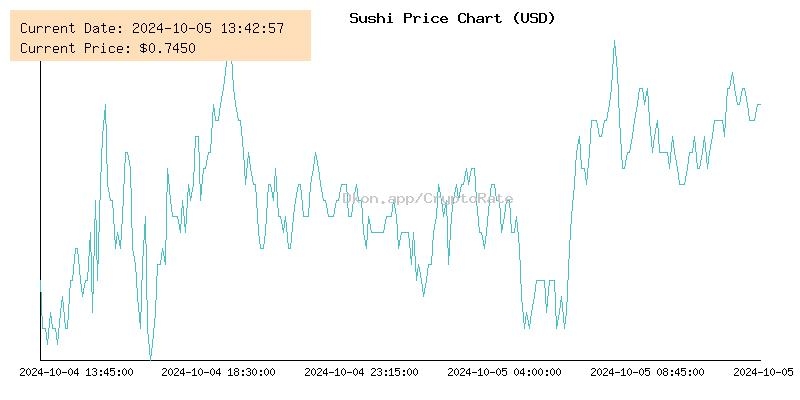 Sushi Price Chart (USD)
Current Date: 2024-10-05 13:42:57
Current Price: $0.7450
Dkon.app/CryptoRate
2024-10-04 13:45:00 2024-10-04 18:30:00 2024-10-04 23:15:00 2024-10-05 04:00:00 2024-10-05 08:45:00 2024-10-05